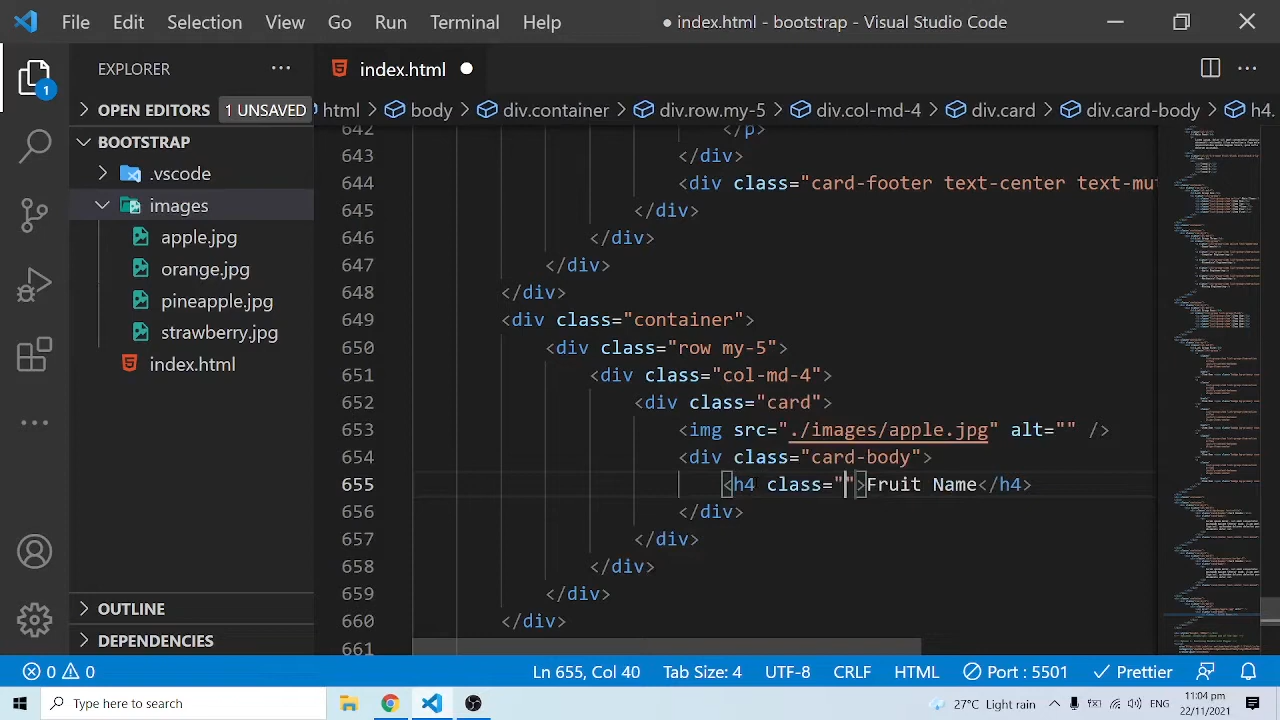 File Edit Selection View Go Run Terminal Help ● index.html - bootstrap - Visual Studio Code
EXPLORER
index.html
OPEN EDITORS 1 UNSAVED
html > body > div.container > div.row.my-5 > div.col-md-4 > div.card > div.card-body > h4.
BOOTSTRAP
.vscode
images
apple.jpg
orange.jpg
pineapple.jpg
strawberry.jpg
index.html
OUTLINE
DEPENDENCIES
1
642 </p>
643 </div>
644 <div class="card-footer text-center text-mut
645 </div>
646 </div>
647 </div>
648 </div>
649 <div class="container">
650 <div class="row my-5">
651 <div class="col-md-4">
652 <div class="card">
653 <img src="./images/apple.jpg" alt="" />
654 <div class="card-body">
655 <h4 cass="">Fruit Name</h4>
656 </div>
657 </div>
658 </div>
659 </div>
660 </div>
661
0 0 Ln 655, Col 40 Tab Size: 4 UTF-8 CRLF HTML Port : 5501 Prettier
Type here to search
27°C Light rain ENG
11:04 pm
22/11/2021